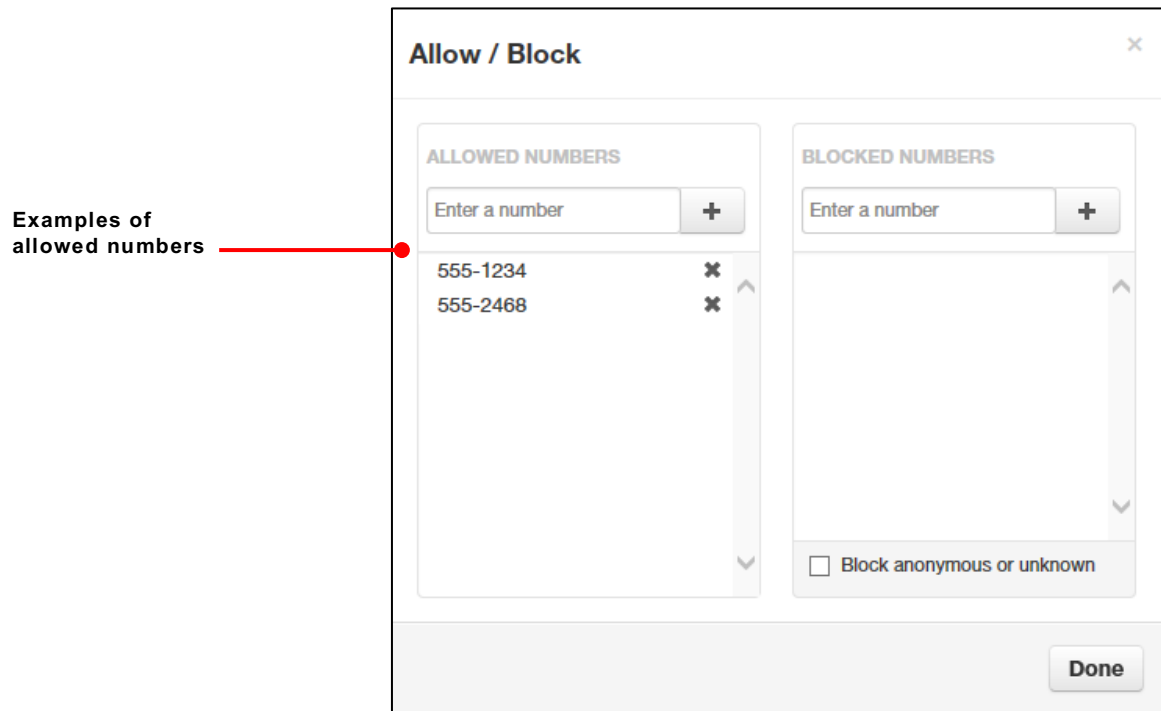 Allow / Block
×
ALLOWED NUMBERS
Enter a number
+
Examples of
allowed numbers
555-1234 ✖
555-2468 ✖
BLOCKED NUMBERS
Enter a number
+
Block anonymous or unknown
Done